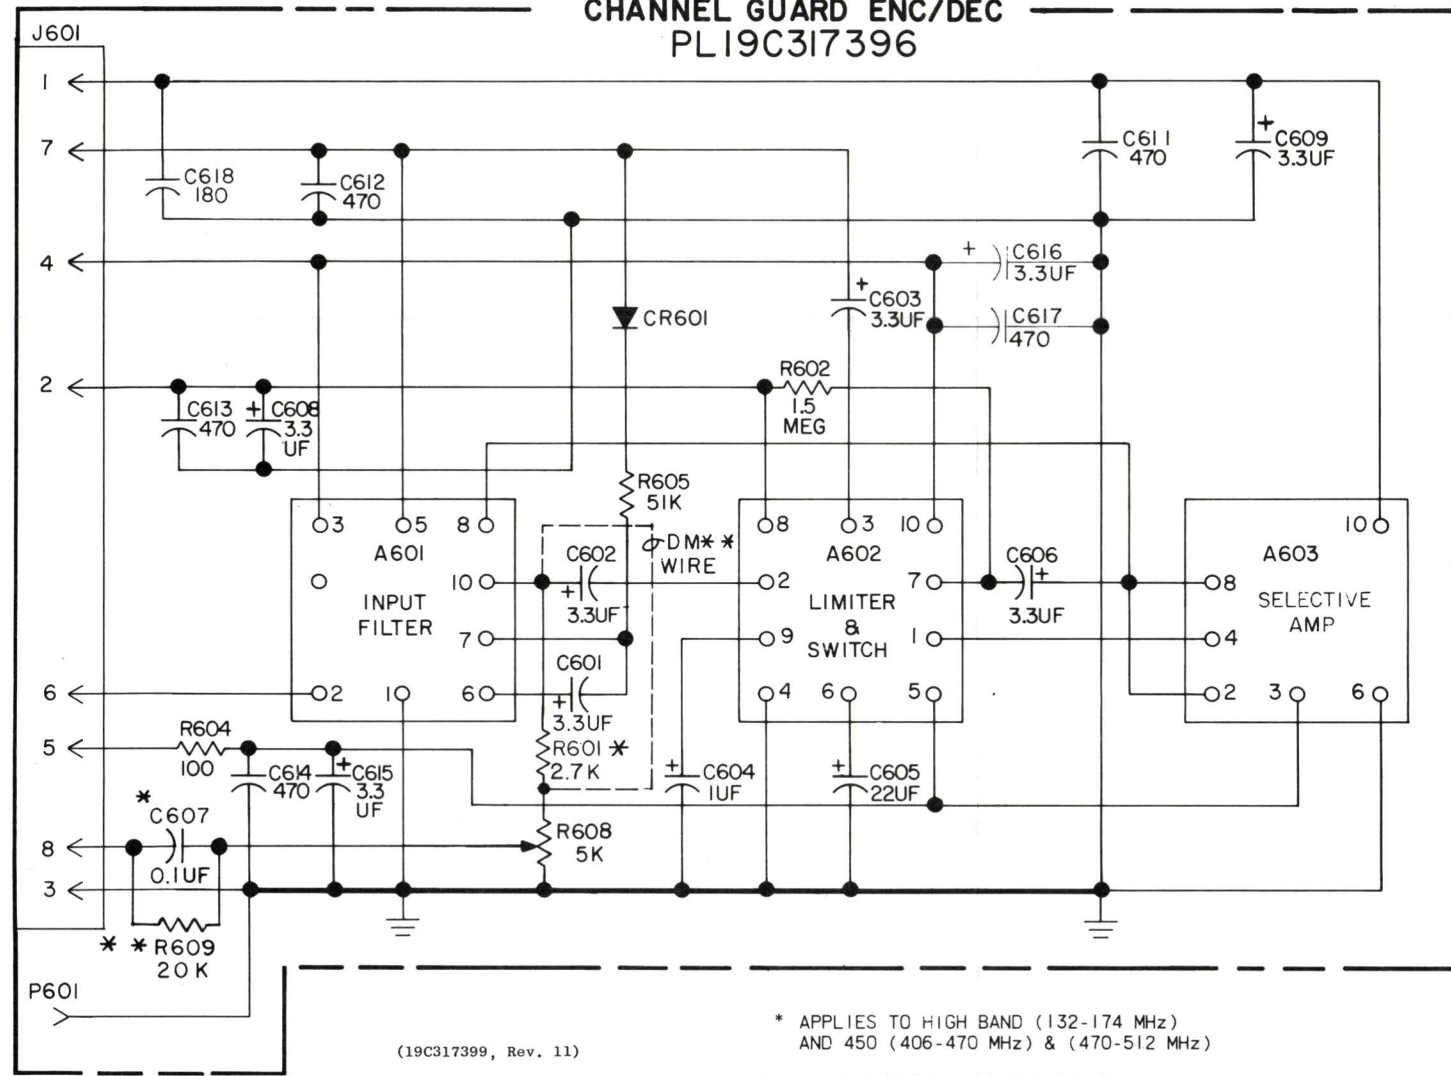 CHANNEL GUARD ENC/DEC
PL19C317396
J601
1
7
C618
180
C612
470
C611
470
+
C609
3.3UF
4
+
C616
3.3UF
+
C603
3.3UF
C617
470
CR601
2
R602
1.5
MEG
C613
470
+
C608
3.3
UF
R605
51K
3
5
8
A601
10
INPUT
FILTER
7
2
1
6
C602
+
3.3UF
DM**
WIRE
C601
+
3.3UF
R601 *
2.7K
8
3
10
A602
2
7
LIMITER
&
SWITCH
9
1
4
6
5
C606
+
3.3UF
10
A603
8
SELECTIVE
AMP
4
2
3
6
6
5
R604
100
C614
470
+
C615
3.3
UF
+
C604
1UF
+
C605
22UF
*
C607
0.1UF
8
R608
5K
3
* * R609
20K
P601
(19C317399, Rev. 11)
* APPLIES TO HIGH BAND (132-174 MHz)
AND 450 (406-470 MHz) & (470-512 MHz)